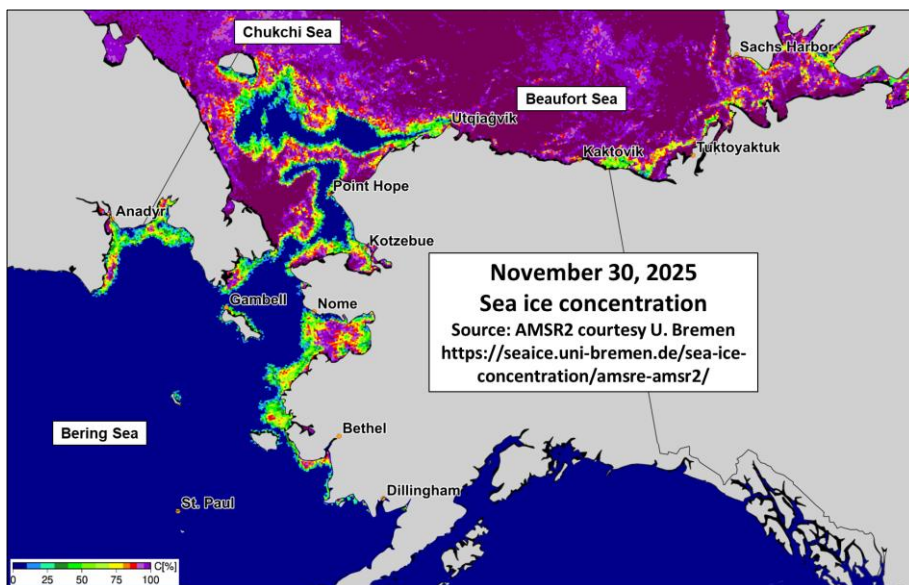 Chukchi Sea
Sachs Harbor
Beaufort Sea
Utqiaġvik
Kaktovik
Tuktoyaktuk
Point Hope
Anadyr
Kotzebue
November 30, 2025
Sea ice concentration
Source: AMSR2 courtesy U. Bremen
https://seaice.uni-bremen.de/sea-ice-
concentration/amsre-amsr2/
Gambell
Nome
Bering Sea
Bethel
Dillingham
St. Paul
C[%]
0 25 50 75 100